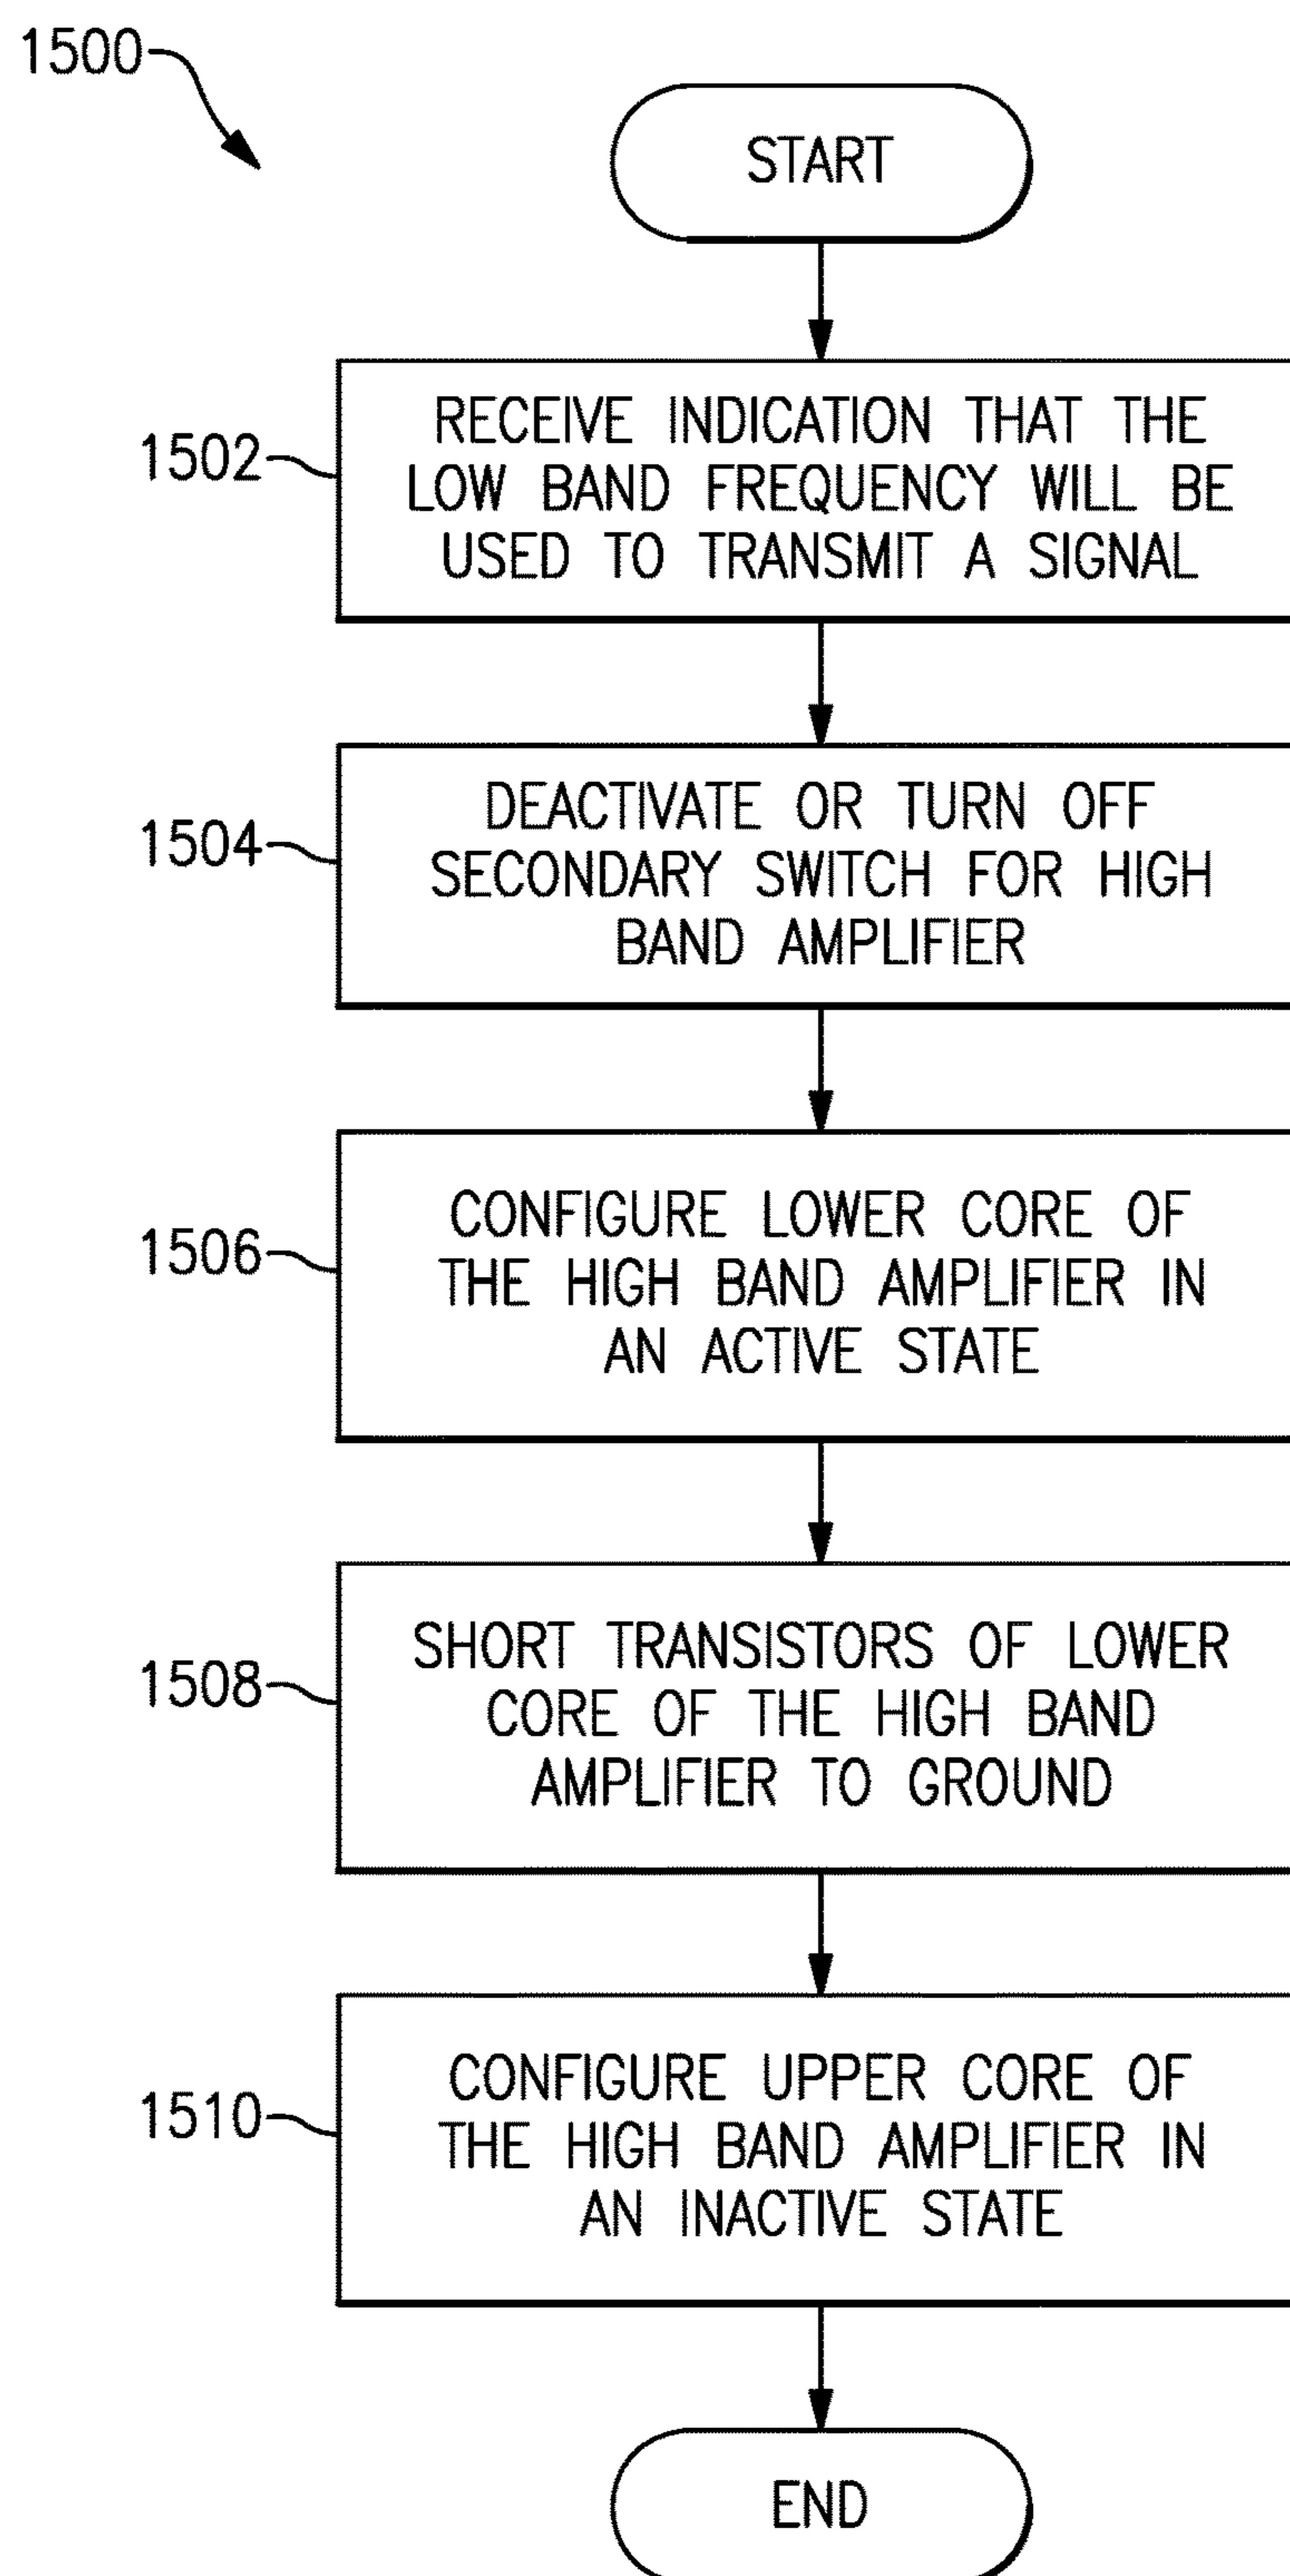 1500
START
1502
RECEIVE INDICATION THAT THE
LOW BAND FREQUENCY WILL BE
USED TO TRANSMIT A SIGNAL
1504
DEACTIVATE OR TURN OFF
SECONDARY SWITCH FOR HIGH
BAND AMPLIFIER
1506
CONFIGURE LOWER CORE OF
THE HIGH BAND AMPLIFIER IN
AN ACTIVE STATE
1508
SHORT TRANSISTORS OF LOWER
CORE OF THE HIGH BAND
AMPLIFIER TO GROUND
1510
CONFIGURE UPPER CORE OF
THE HIGH BAND AMPLIFIER IN
AN INACTIVE STATE
END